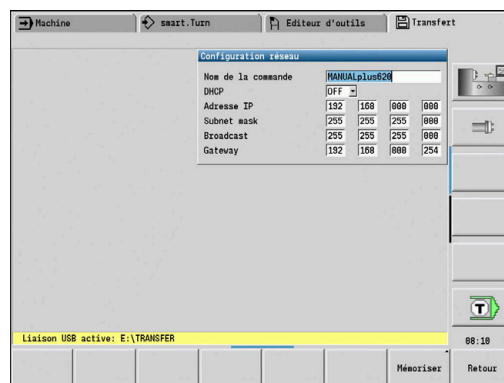 Machine smart.Turn Editeur d'outils Transfert
Configuration réseau
Nom de la commande MANUALplus620
DHCP OFF
Adresse IP 192 168 000 000
Subnet mask 255 255 255 000
Broadcast 255 255 255 000
Gateway 192 168 000 254
T
Liaison USB active: E:\TRANSFER
08:10
Mémoriser Retour